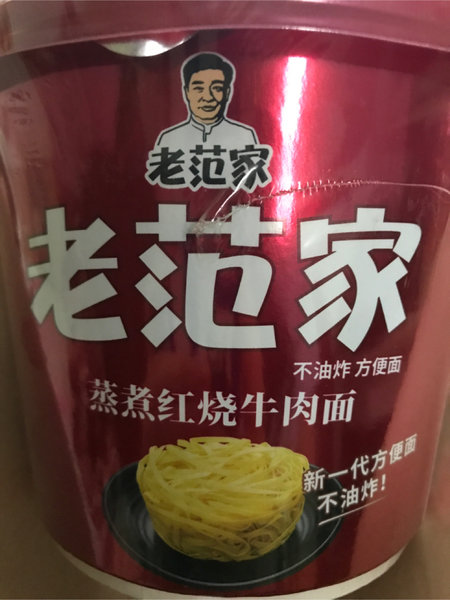 老范家
老范家
不油炸 方便面
蒸煮红烧牛肉面
新一代方便面
不油炸!